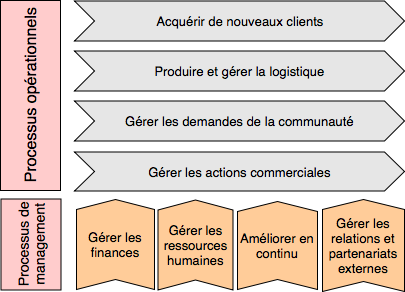 Processus opérationnels
Acquérir de nouveaux clients
Produire et gérer la logistique
Gérer les demandes de la communauté
Gérer les actions commerciales
Processus de
management
Gérer les
finances
Gérer les
ressources
humaines
Améliorer en
continu
Gérer les
relations et
partenariats
externes